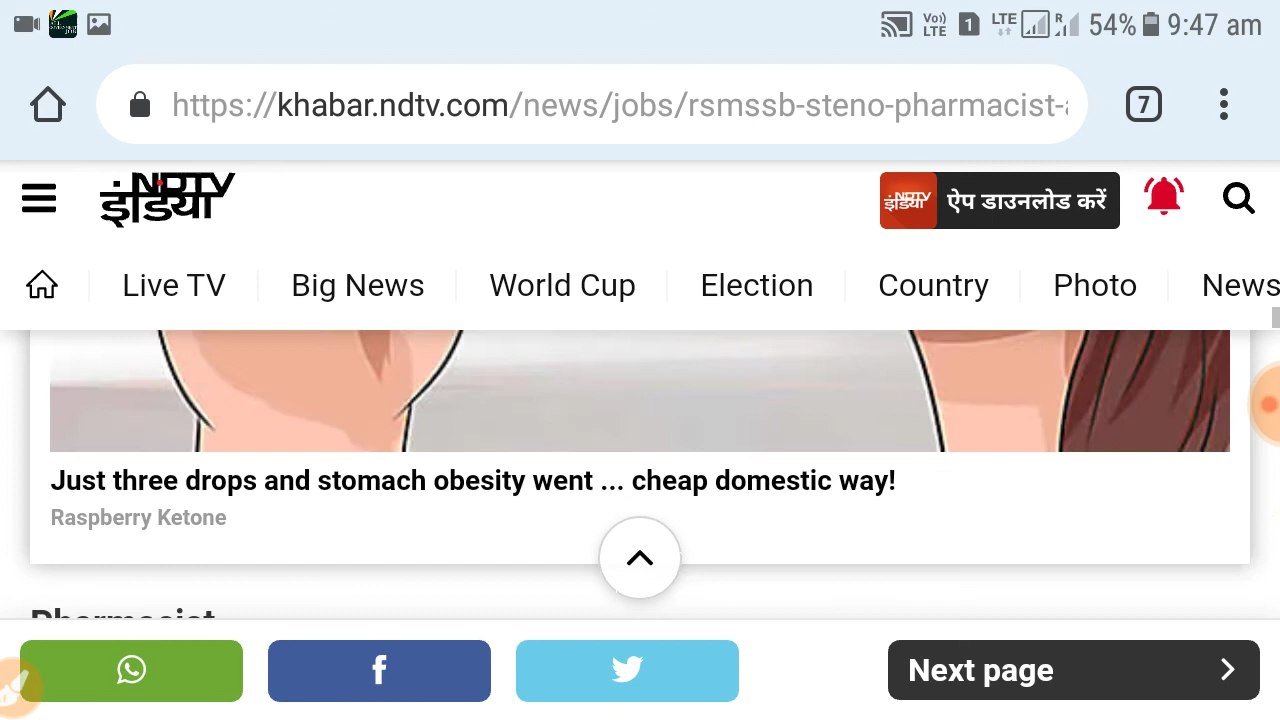 Vo)) LTE 1 LTE R 54% 9:47 am
https://khabar.ndtv.com/news/jobs/rsmssb-steno-pharmacist-a 7
NDTV इंडिया NDTV इंडिया ऐप डाउनलोड करें
Live TV Big News World Cup Election Country Photo News
Just three drops and stomach obesity went ... cheap domestic way!
Raspberry Ketone
Pharmacist
f Next page